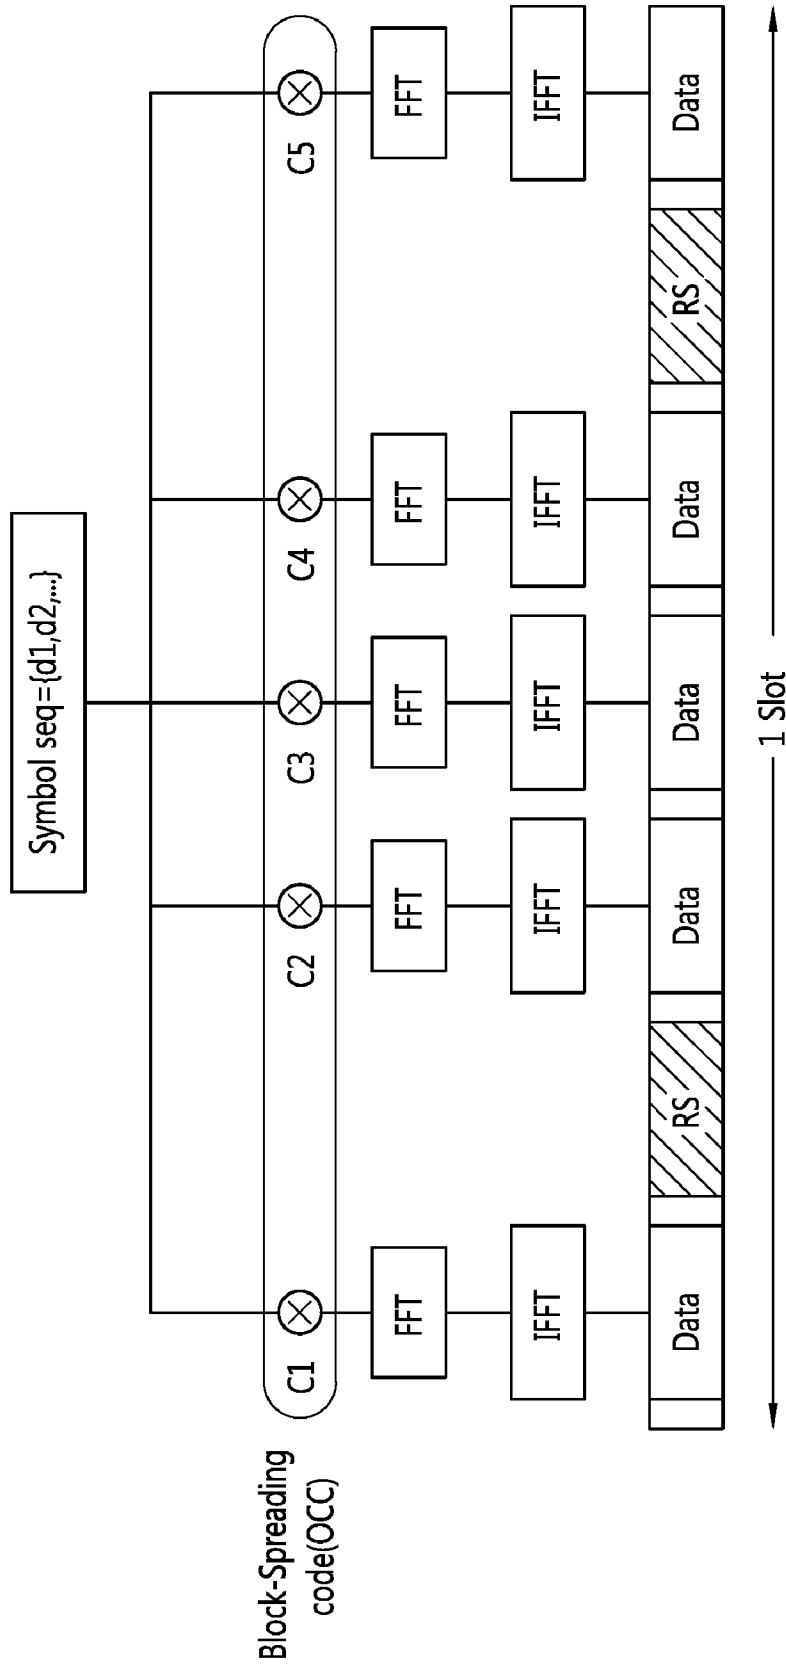 Symbol seq={d1,d2,...}
Block-Spreading
code(OCC)
C1
C2
C3
C4
C5
FFT
FFT
FFT
FFT
FFT
IFFT
IFFT
IFFT
IFFT
IFFT
Data
RS
Data
Data
Data
RS
Data
1 Slot